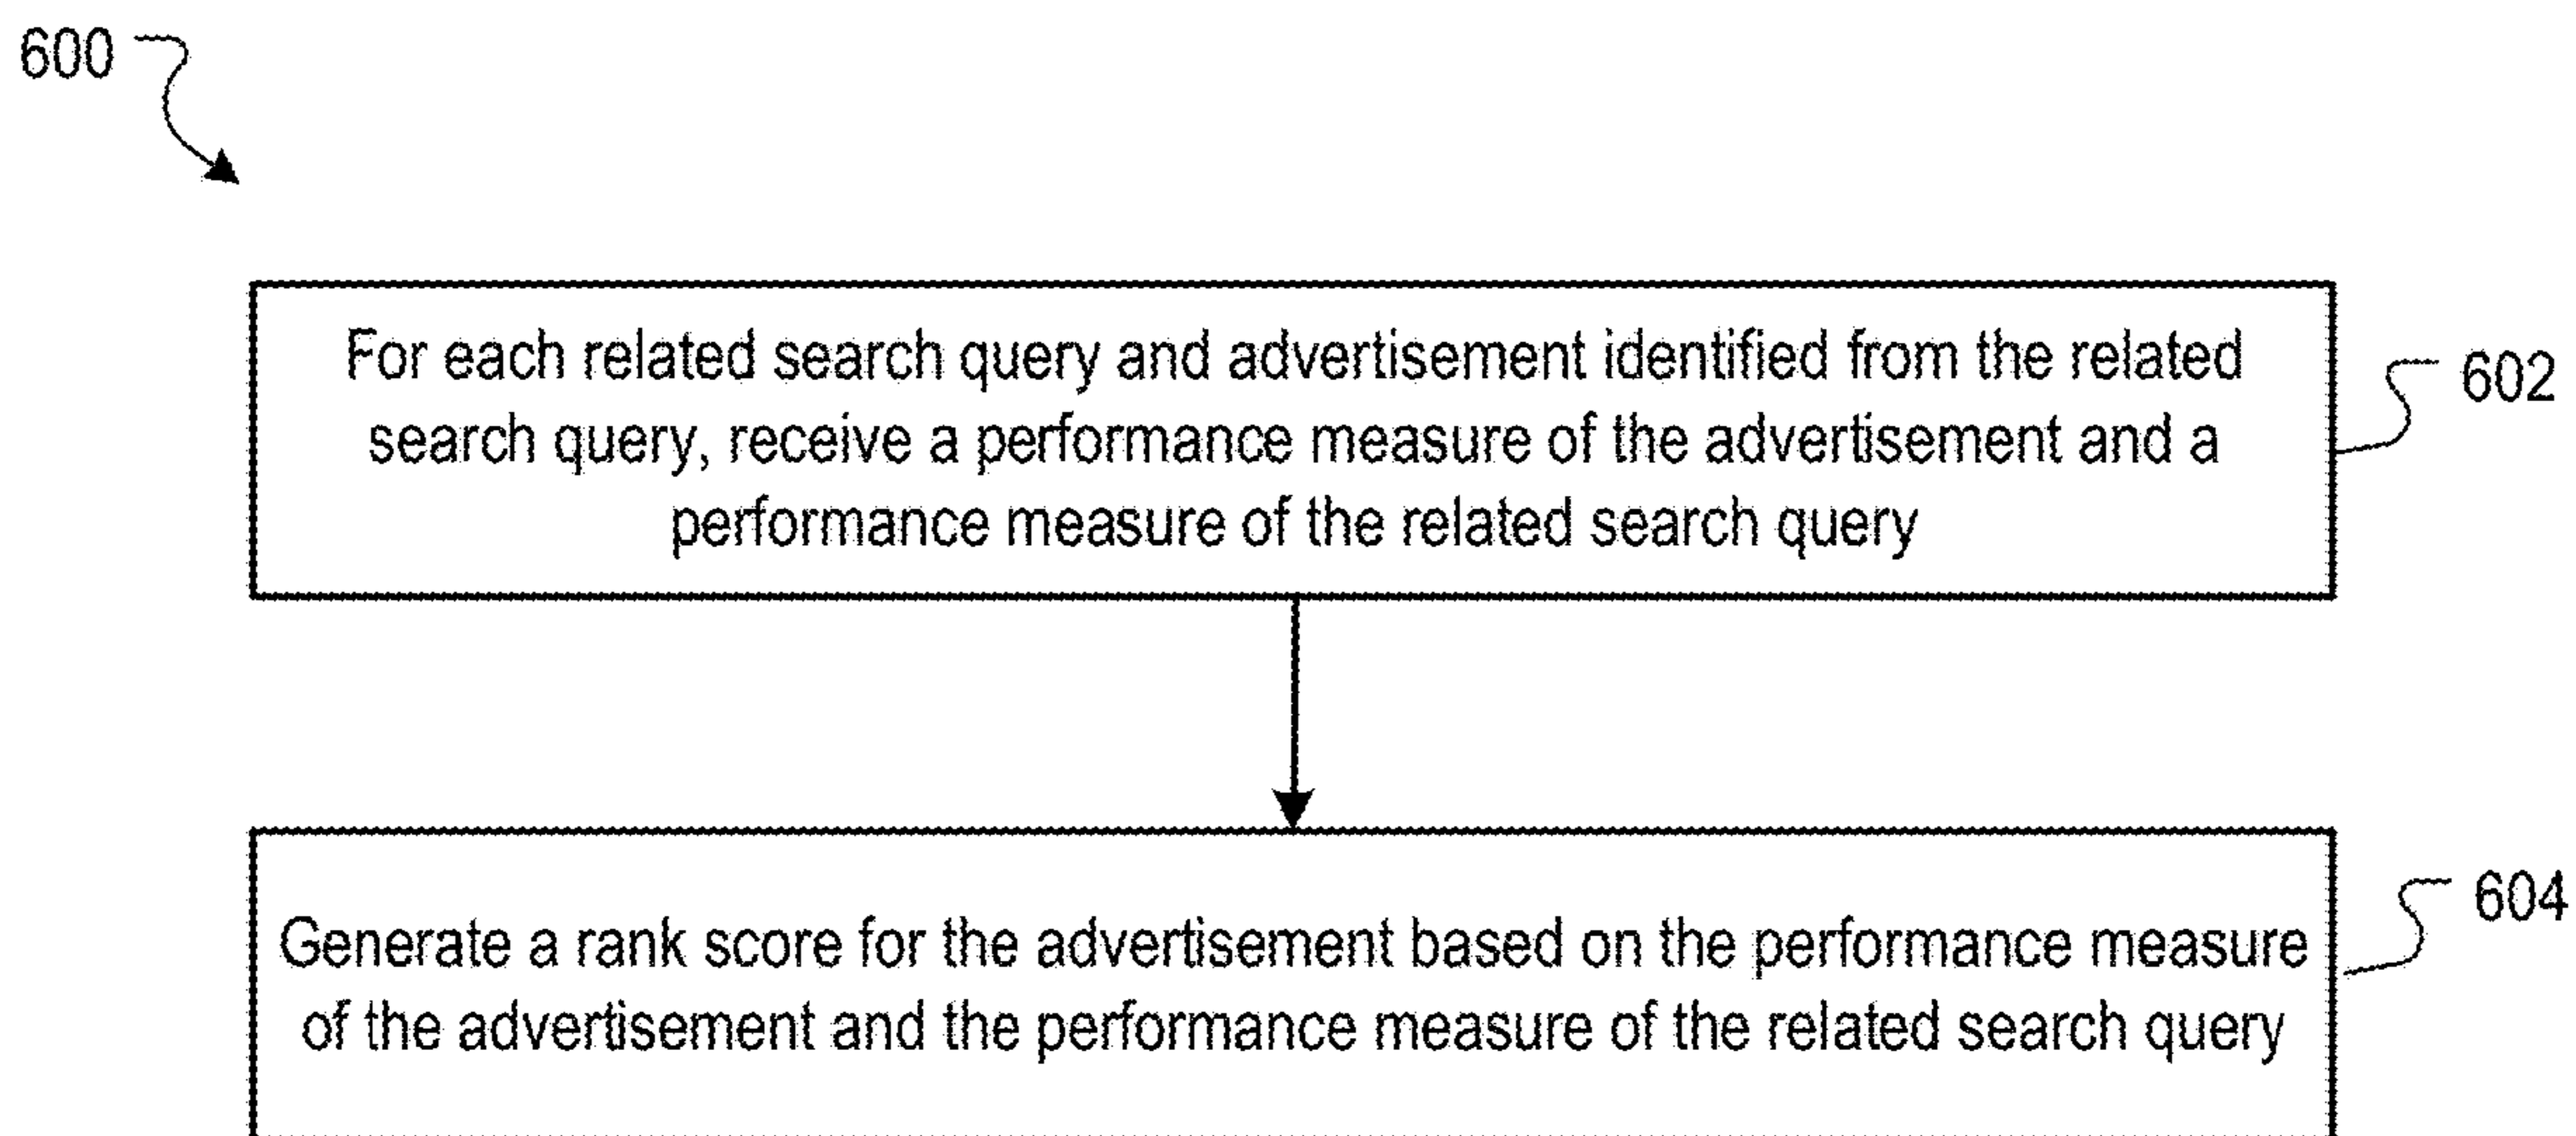 600
For each related search query and advertisement identified from the related
search query, receive a performance measure of the advertisement and a
performance measure of the related search query
602
Generate a rank score for the advertisement based on the performance measure
of the advertisement and the performance measure of the related search query
604